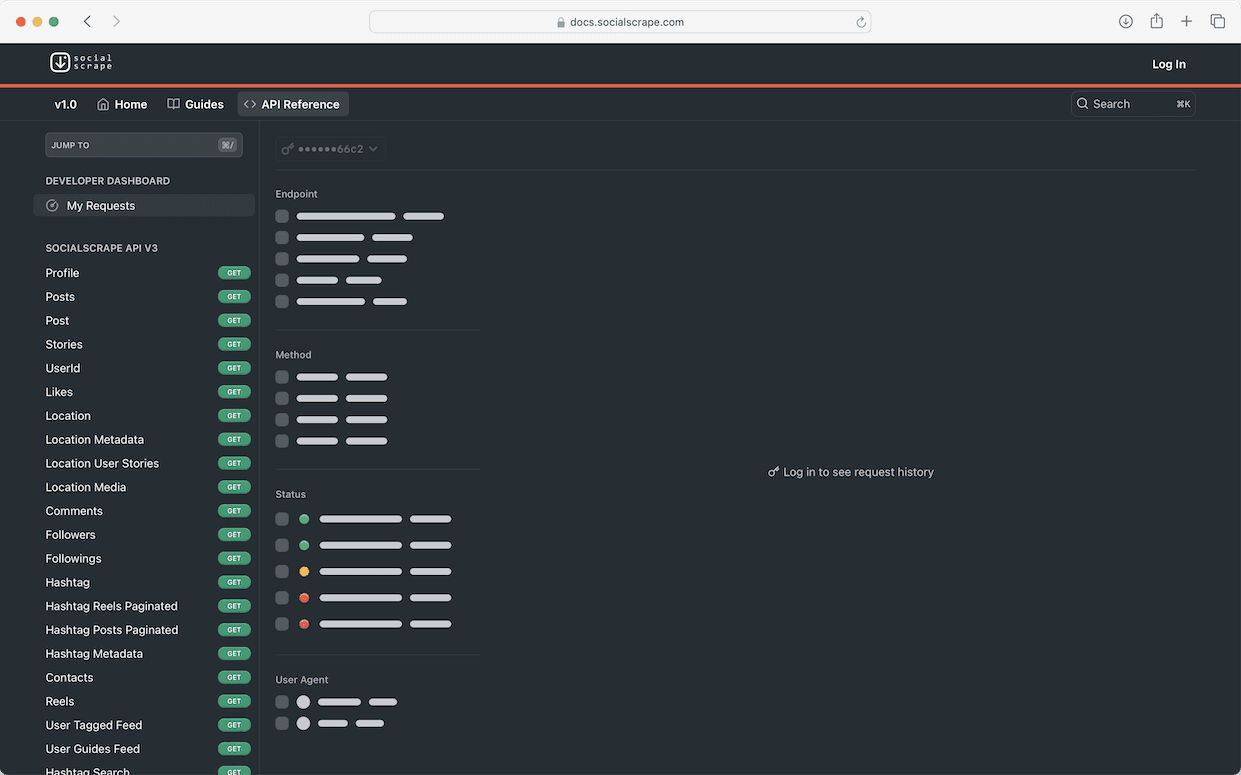 docs.socialscrape.com
social
scrape
Log In
v1.0 Home Guides <> API Reference Search ⌘K
JUMP TO ⌘/
••••••66c2
DEVELOPER DASHBOARD
My Requests
SOCIALSCRAPE API V3
Profile GET
Posts GET
Post GET
Stories GET
UserId GET
Likes GET
Location GET
Location Metadata GET
Location User Stories GET
Location Media GET
Comments GET
Followers GET
Followings GET
Hashtag GET
Hashtag Reels Paginated GET
Hashtag Posts Paginated GET
Hashtag Metadata GET
Contacts GET
Reels GET
User Tagged Feed GET
User Guides Feed GET
Hashtag Search GET
Endpoint
Method
Status
User Agent
Log in to see request history